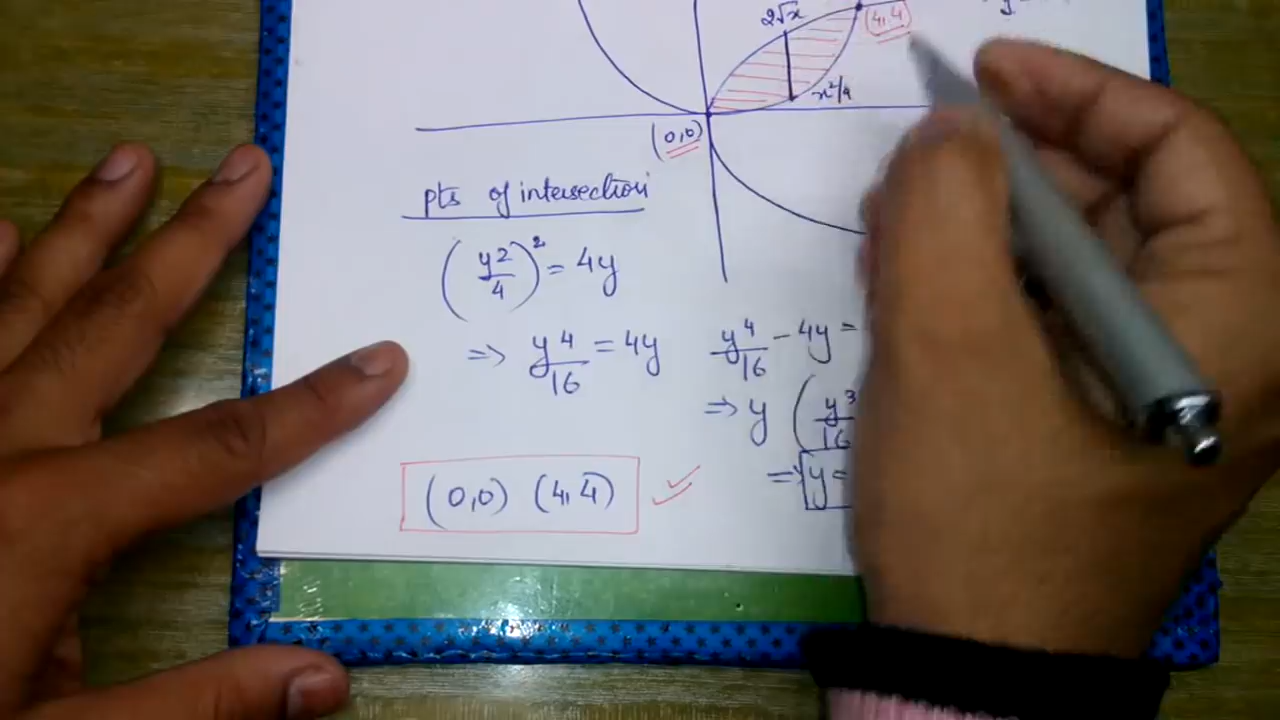 2√x
(4,4)
x²/4
(0,0)
pts of intersection
(y2/4)² = 4y
=> y4/16 = 4y
y4/16 - 4y =
=> y (y3/16
=> y =
(0,0) (4,4)